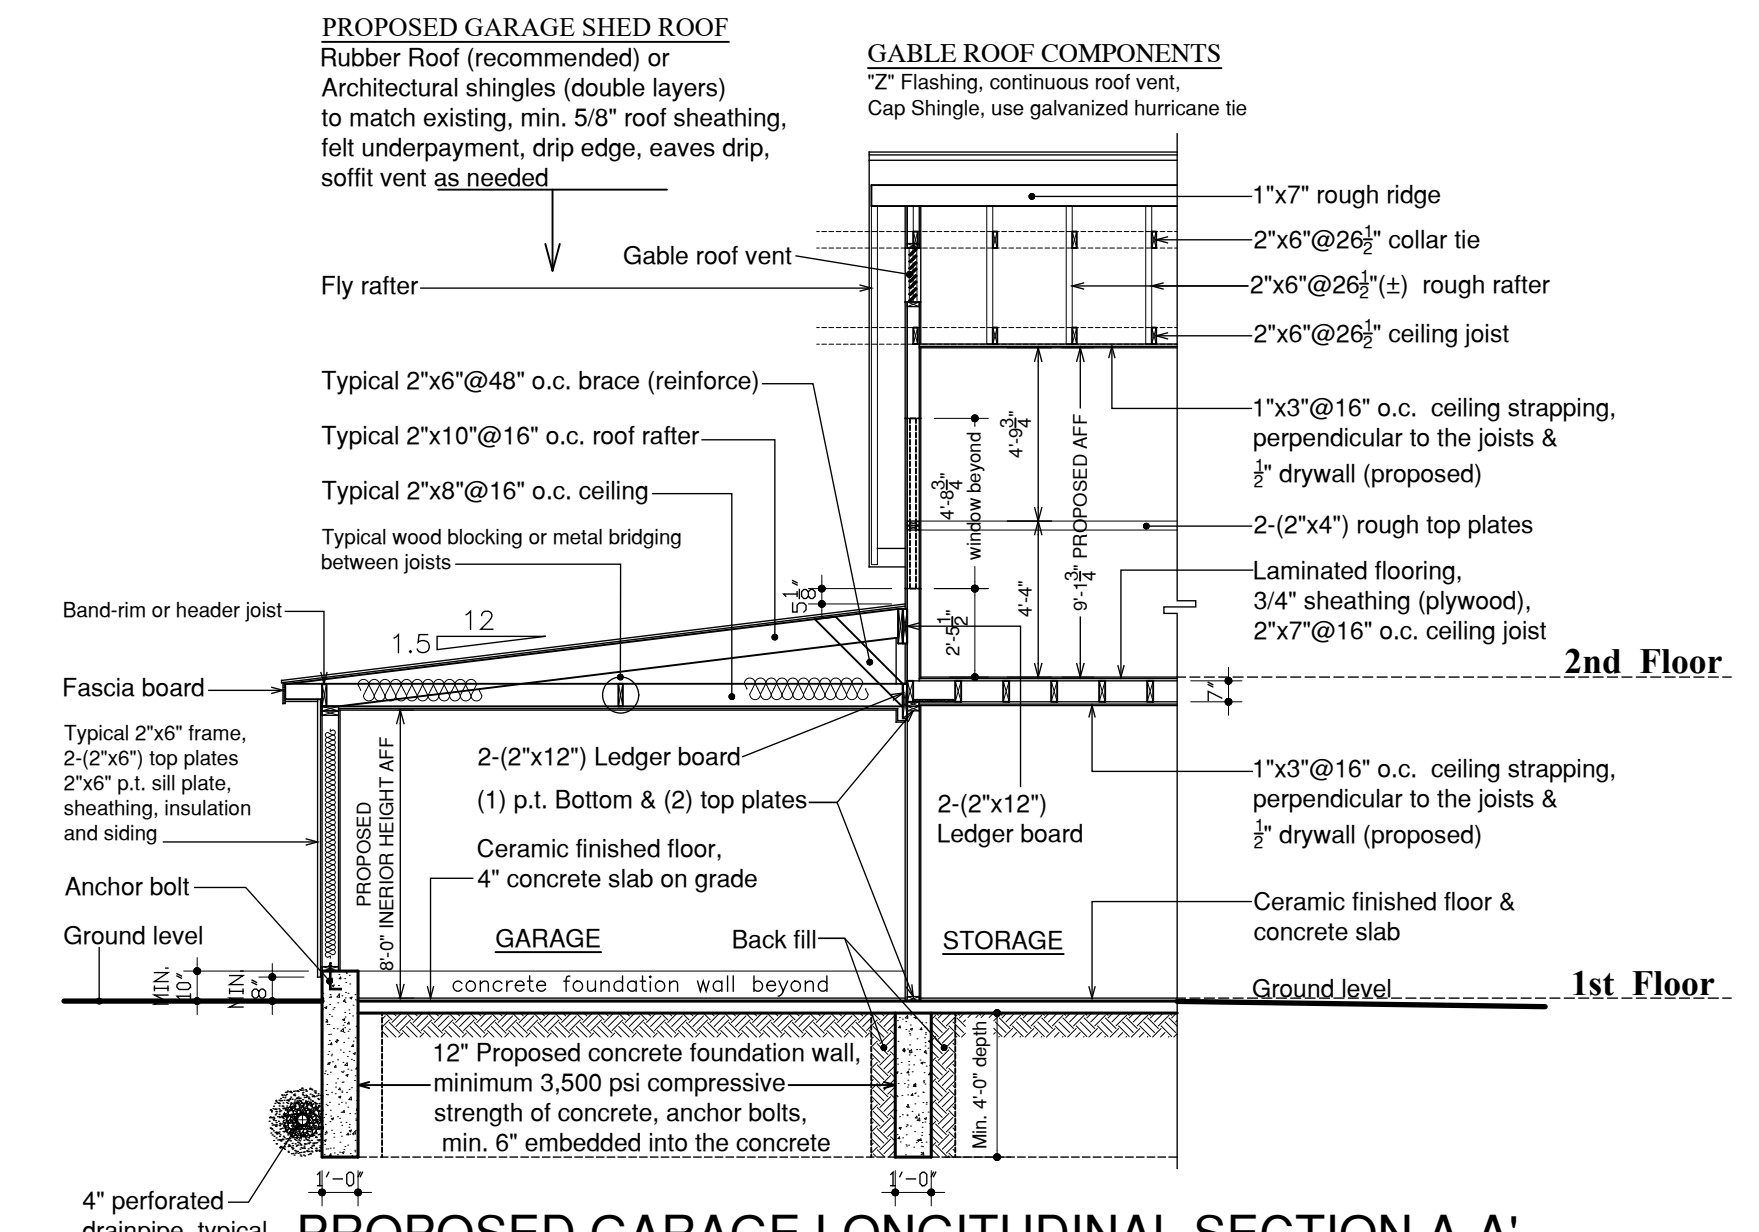 PROPOSED GARAGE SHED ROOF
Rubber Roof (recommended) or
Architectural shingles (double layers)
to match existing, min. 5/8" roof sheathing,
felt underpayment, drip edge, eaves drip,
soffit vent as needed
GABLE ROOF COMPONENTS
"Z" Flashing, continuous roof vent,
Cap Shingle, use galvanized hurricane tie
1"x7" rough ridge
2"x6"@26½" collar tie
Gable roof vent
Fly rafter
2"x6"@26½"(±) rough rafter
2"x6"@26½" ceiling joist
Typical 2"x6"@48" o.c. brace (reinforce)
Typical 2"x10"@16" o.c. roof rafter
Typical 2"x8"@16" o.c. ceiling
Typical wood blocking or metal bridging
between joists
1"x3"@16" o.c. ceiling strapping,
perpendicular to the joists &
½" drywall (proposed)
4'-8¾"
window beyond
4'-9¾"
9'-1¾" PROPOSED AFF
4'-4"
2'-5½"
5⅛"
2-(2"x4") rough top plates
Laminated flooring,
3/4" sheathing (plywood),
2"x7"@16" o.c. ceiling joist
2nd Floor
7"
Band-rim or header joist
12
1.5
Fascia board
Typical 2"x6" frame,
2-(2"x6") top plates
2"x6" p.t. sill plate,
sheathing, insulation
and siding
Anchor bolt
Ground level
MIN.
10"
MIN.
8"
PROPOSED
8'-0" INERIOR HEIGHT AFF
2-(2"x12") Ledger board
(1) p.t. Bottom & (2) top plates
Ceramic finished floor,
4" concrete slab on grade
GARAGE
Back fill
concrete foundation wall beyond
2-(2"x12")
Ledger board
STORAGE
1"x3"@16" o.c. ceiling strapping,
perpendicular to the joists &
½" drywall (proposed)
Ceramic finished floor &
concrete slab
Ground level
1st Floor
12" Proposed concrete foundation wall,
minimum 3,500 psi compressive
strength of concrete, anchor bolts,
min. 6" embedded into the concrete
Min. 4'-0" depth
1'-0"
1'-0"
4" perforated
drainpipe, typical
PROPOSED GARAGE LONGITUDINAL SECTION A-A'